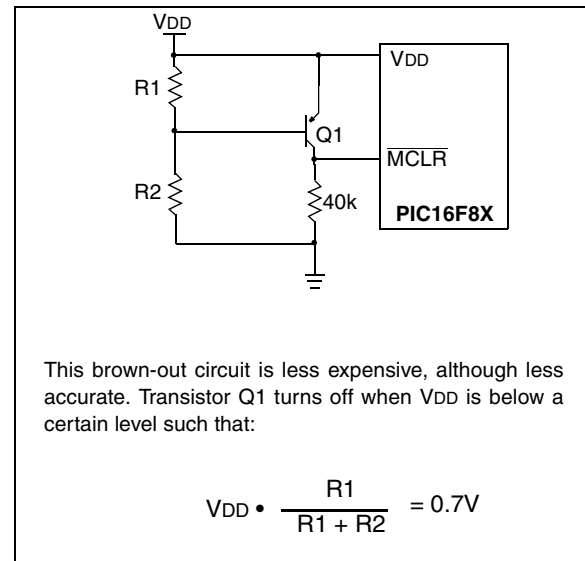 VDD
VDD
R1
Q1
MCLR
R2
40k
PIC16F8X
This brown-out circuit is less expensive, although less
accurate. Transistor Q1 turns off when VDD is below a
certain level such that:
VDD • R1 / R1 + R2 = 0.7V